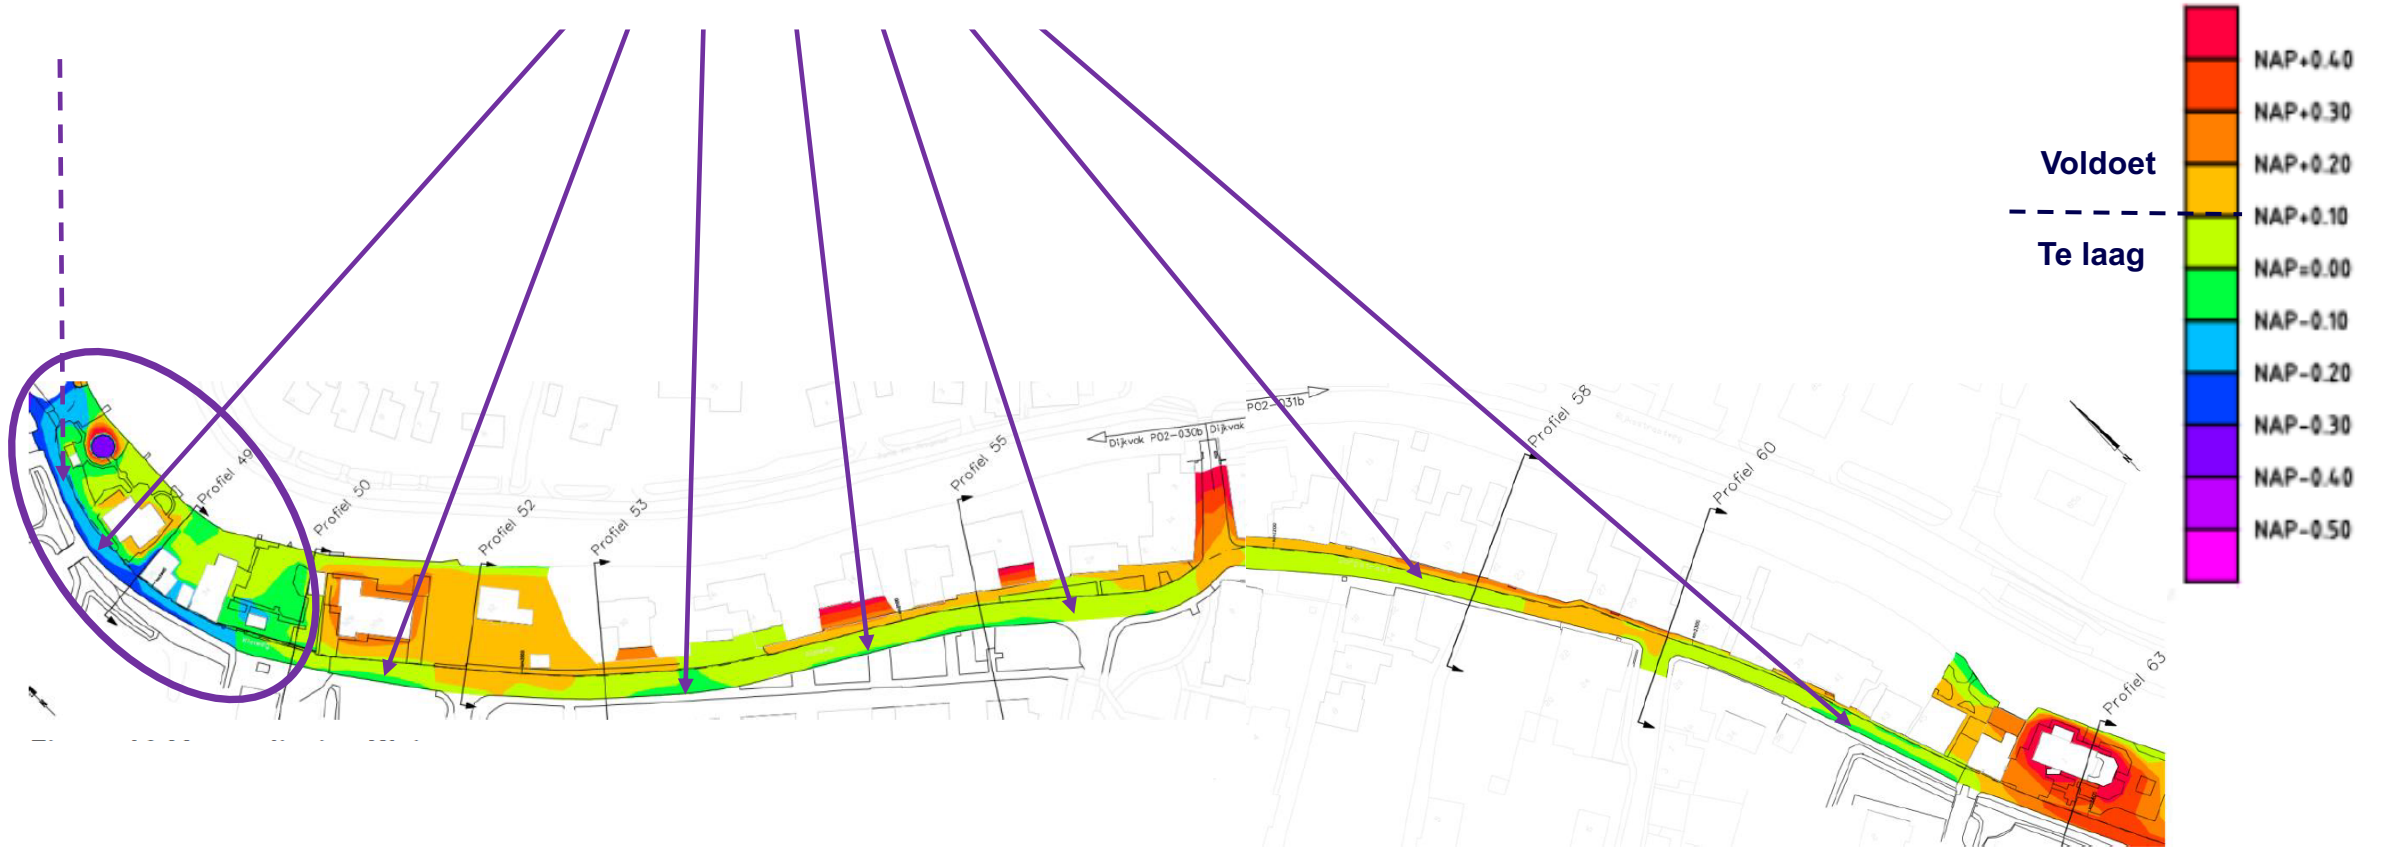 NAP+0.40
NAP+0.30
Voldoet
NAP+0.20
NAP+0.10
Te laag
NAP=0.00
NAP-0.10
NAP-0.20
NAP-0.30
NAP-0.40
NAP-0.50
P02-031b
Dijkvak P02-030b
Dijkvak
Profiel 49
Profiel 50
Profiel 52
Profiel 53
Profiel 55
Profiel 58
Profiel 60
Profiel 63